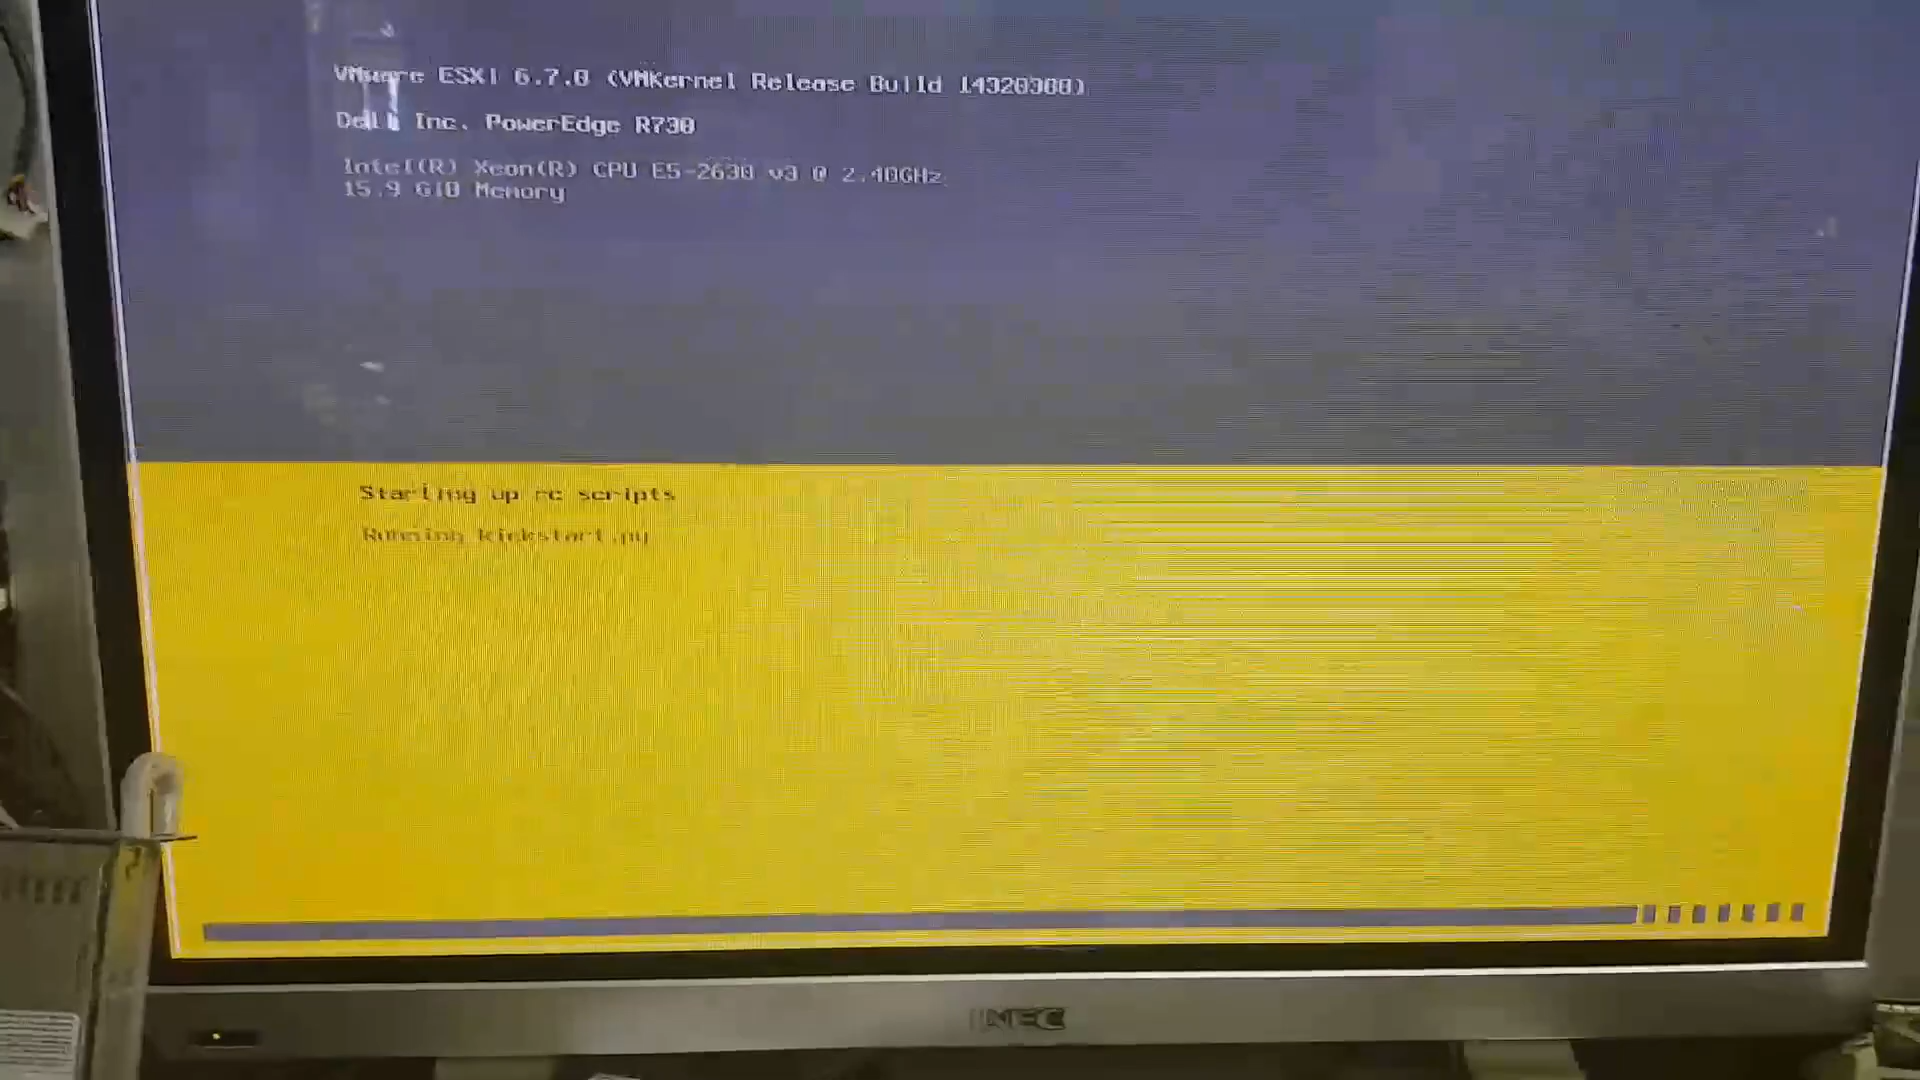 VMware ESXi 6.7.0 (VMKernel Release Build 14320388)
Dell Inc. PowerEdge R730
Intel(R) Xeon(R) CPU E5-2630 v3 @ 2.40GHz
15.9 GiB Memory
Starting up rc scripts
Running kickstart.py
NEC